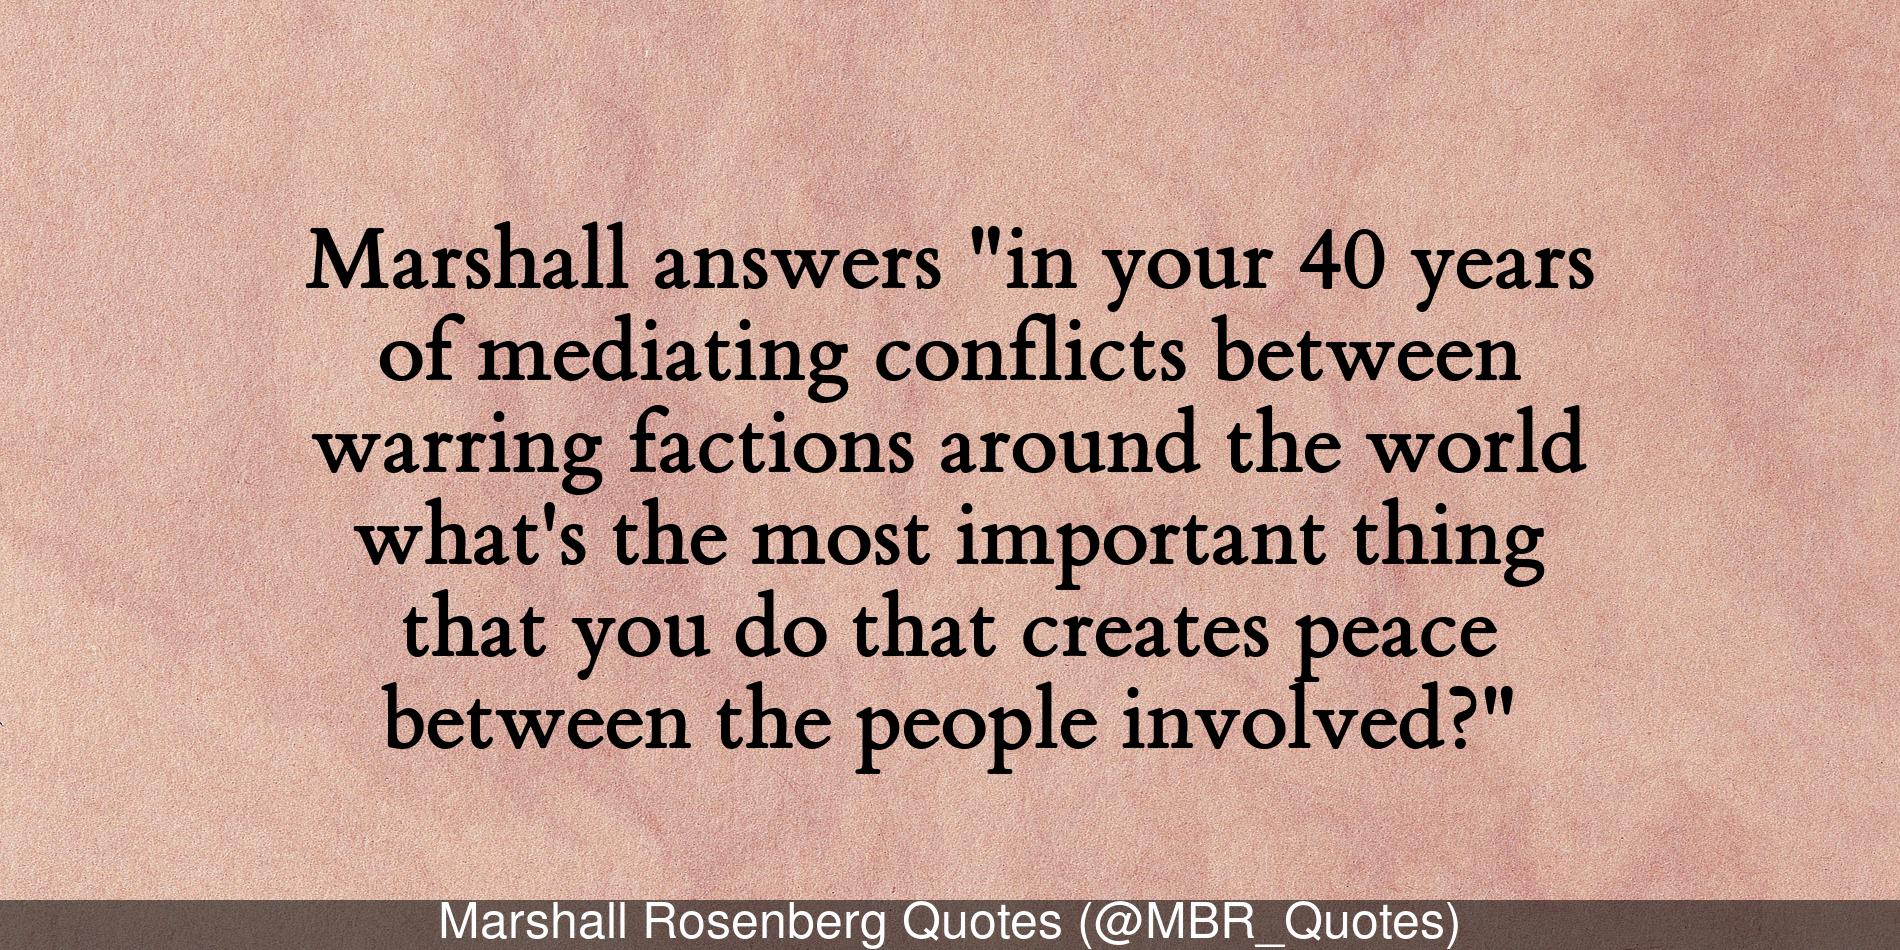 Marshall answers "in your 40 years
of mediating conflicts between
warring factions around the world
what's the most important thing
that you do that creates peace
between the people involved?"
Marshall Rosenberg Quotes (@MBR_Quotes)